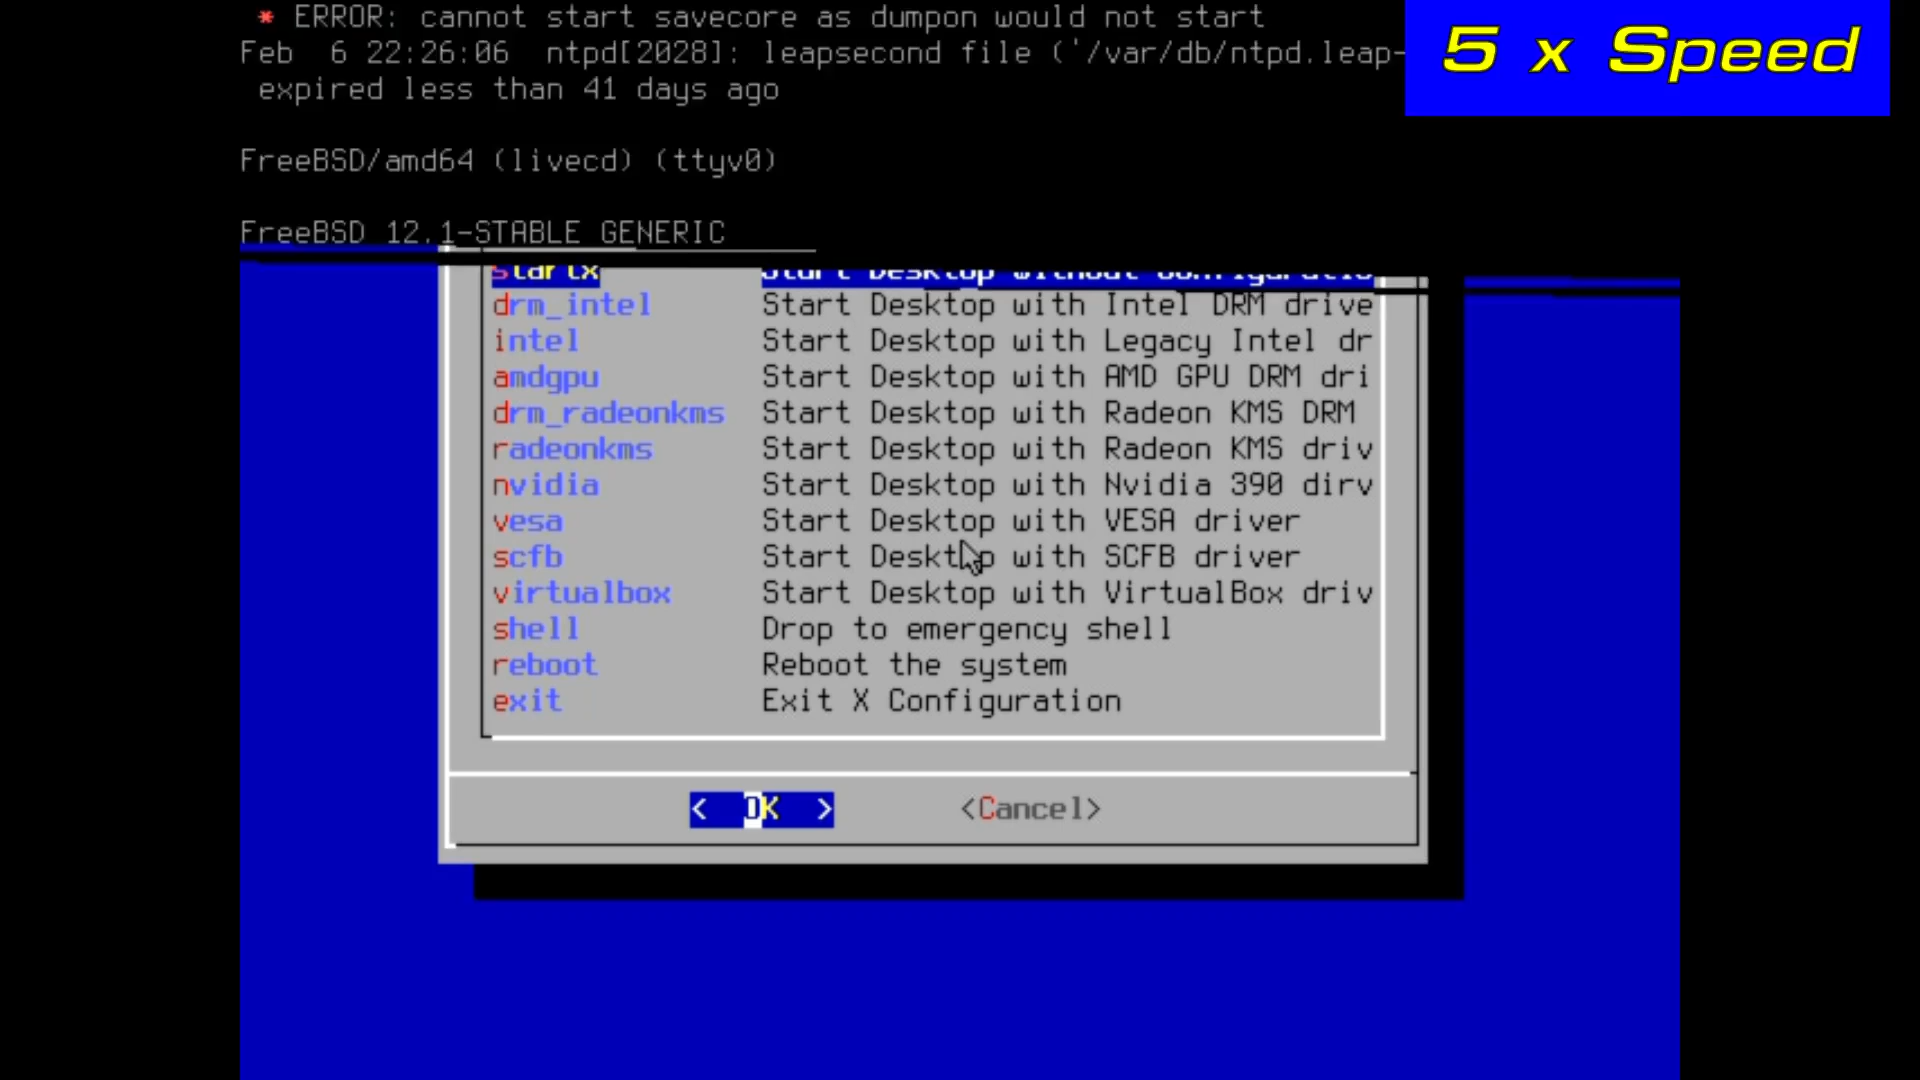 * ERROR: cannot start savecore as dumpon would not start
5 x Speed
Feb  6 22:26:06  ntpd[2028]: leapsecond file ('/var/db/ntpd.leap-
expired less than 41 days ago
FreeBSD/amd64 (livecd) (ttyv0)
FreeBSD 12.1-STABLE GENERIC
startx Start Desktop without configuratio
drm_intel Start Desktop with Intel DRM drive
intel Start Desktop with Legacy Intel dr
amdgpu Start Desktop with AMD GPU DRM dri
drm_radeonkms Start Desktop with Radeon KMS DRM
radeonkms Start Desktop with Radeon KMS driv
nvidia Start Desktop with Nvidia 390 dirv
vesa Start Desktop with VESA driver
scfb Start Desktop with SCFB driver
virtualbox Start Desktop with VirtualBox driv
shell Drop to emergency shell
reboot Reboot the system
exit Exit X Configuration
< OK > <Cancel>